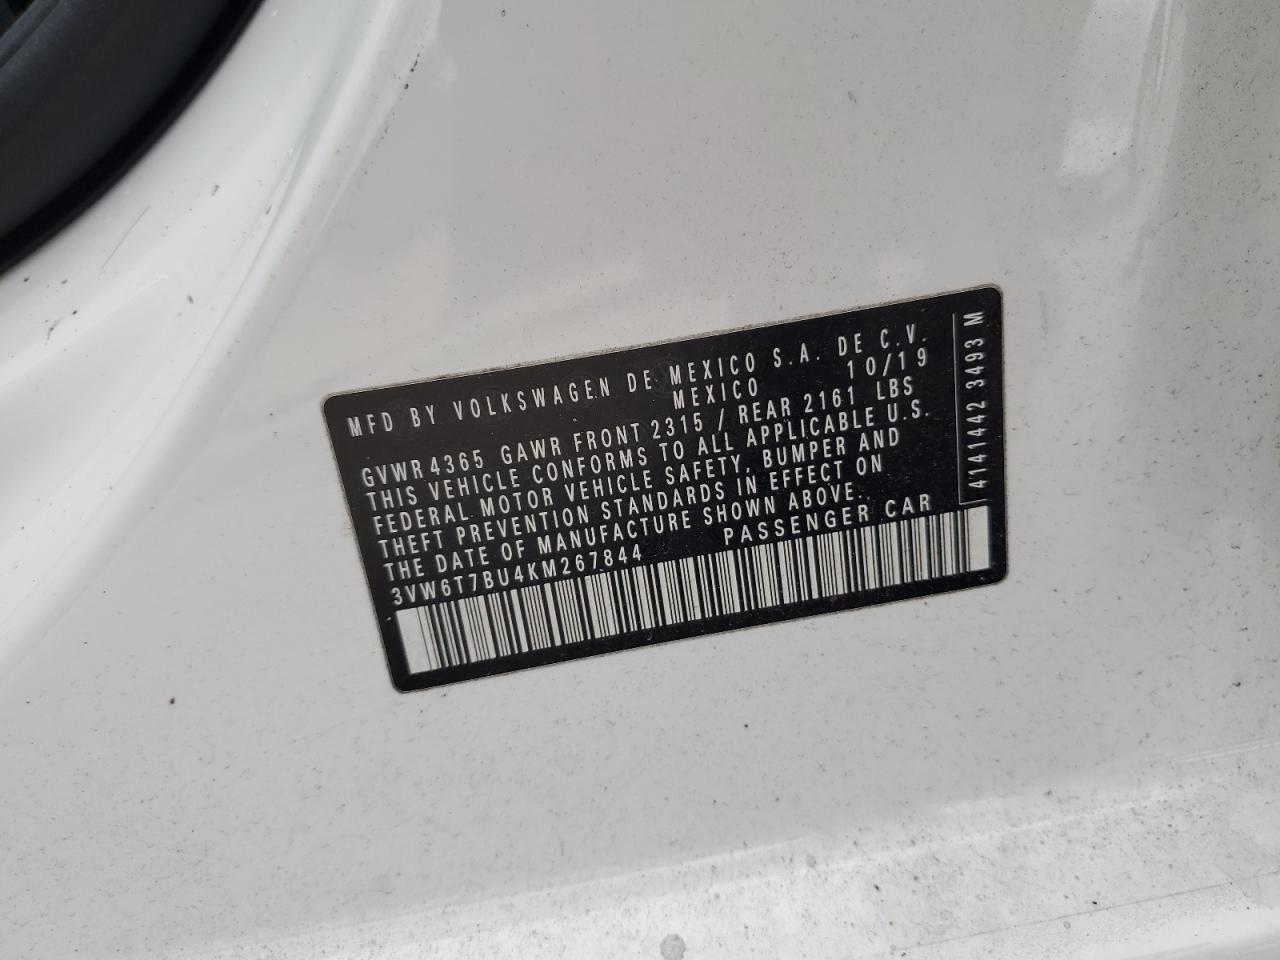 MFD BY VOLKSWAGEN DE MEXICO S.A. DE C.V.
MEXICO 10/19
GVWR 4365 GAWR FRONT 2315 / REAR 2161 LBS
THIS VEHICLE CONFORMS TO ALL APPLICABLE U.S.
FEDERAL MOTOR VEHICLE SAFETY, BUMPER AND
THEFT PREVENTION STANDARDS IN EFFECT ON
THE DATE OF MANUFACTURE SHOWN ABOVE.
3VW6T7BU4KM267844 PASSENGER CAR
4141442 3493 M